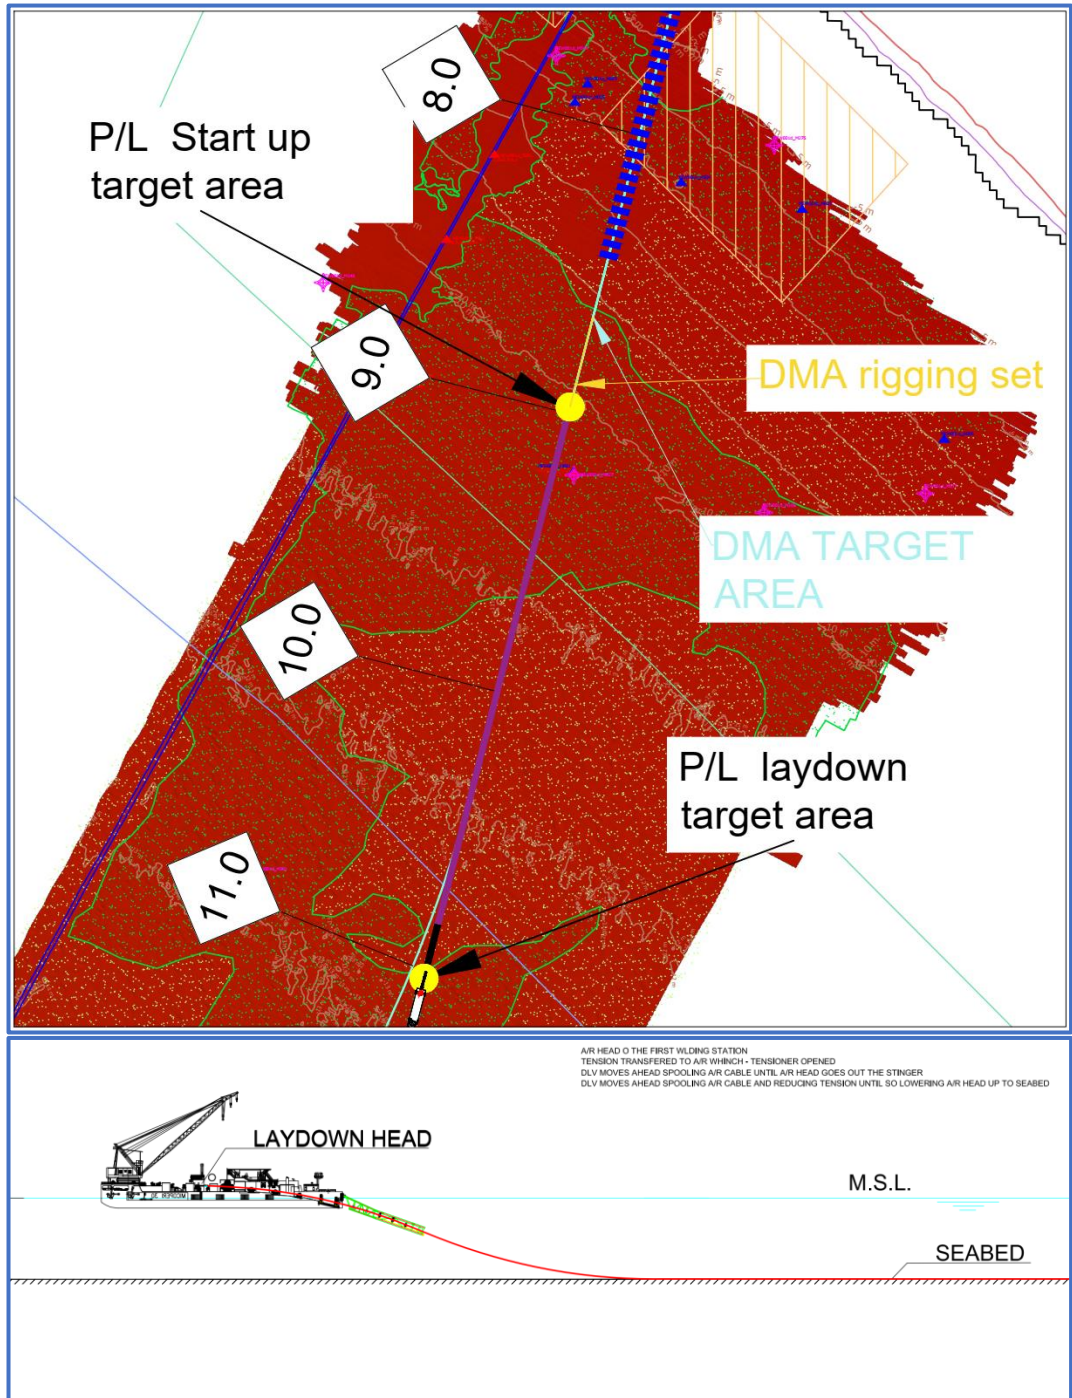 8.0
P/L Start up
target area
9.0
DMA rigging set
DMA TARGET
AREA
10.0
P/L laydown
target area
11.0
A/R HEAD O THE FIRST WLDING STATION
TENSION TRANSFERED TO A/R WHINCH - TENSIONER OPENED
DLV MOVES AHEAD SPOOLING A/R CABLE UNTIL A/R HEAD GOES OUT THE STINGER
DLV MOVES AHEAD SPOOLING A/R CABLE AND REDUCING TENSION UNTIL SO LOWERING A/R HEAD UP TO SEABED
LAYDOWN HEAD
M.S.L.
SEABED